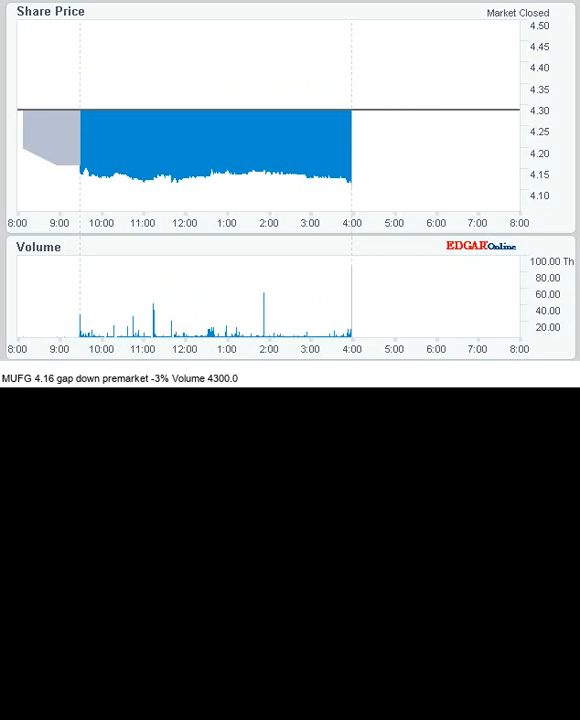 Share Price
Market Closed
4.50
4.45
4.40
4.35
4.30
4.25
4.20
4.15
4.10
8:00 9:00 10:00 11:00 12:00 1:00 2:00 3:00 4:00 5:00 6:00 7:00 8:00
Volume
EDGAR Online
100.00 Th
80.00
60.00
40.00
20.00
8:00 9:00 10:00 11:00 12:00 1:00 2:00 3:00 4:00 5:00 6:00 7:00 8:00
MUFG 4.16 gap down premarket -3% Volume 4300.0